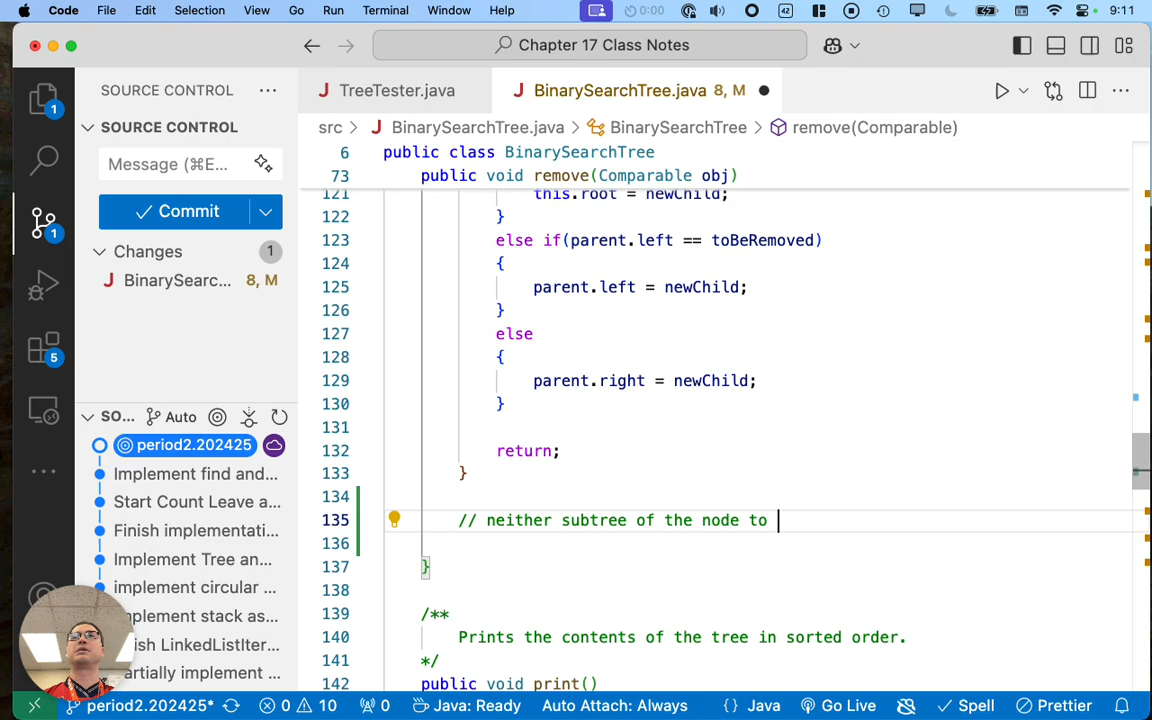 Code File Edit Selection View Go Run Terminal Window Help 0:00 42 9:11
Chapter 17 Class Notes
SOURCE CONTROL
TreeTester.java
BinarySearchTree.java 8, M
src > BinarySearchTree.java > BinarySearchTree > remove(Comparable)
SOURCE CONTROL
Message (⌘E...
Commit
Changes 1
BinarySearc... 8, M
1
1
5
SO... Auto
period2.202425
Implement find and...
Start Count Leave a...
Finish implementati...
Implement Tree an...
implement circular ...
plement stack as...
ish LinkedListIter...
artially implement ...
6 public class BinarySearchTree
73 public void remove(Comparable obj)
121 this.root = newChild;
122 }
123 else if(parent.left == toBeRemoved)
124 {
125 parent.left = newChild;
126 }
127 else
128 {
129 parent.right = newChild;
130 }
131
132 return;
133 }
134
135 // neither subtree of the node to
136
137 }
138
139 /**
140 Prints the contents of the tree in sorted order.
141 */
142 public void print()
period2.202425* 0 10 0 Java: Ready Auto Attach: Always {} Java Go Live Spell Prettier